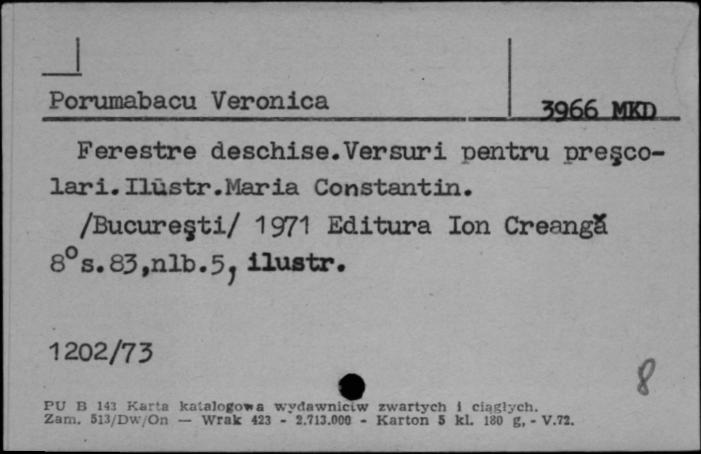 Porumabacu Veronica
3966 MKD
Ferestre deschise.Versuri pentru preşco-
lari.Ilustr.Maria Constantin.
/Bucureşti/ 1971 Editura Ion Creangă
8° s.83,nlb.5, ilustr.
1202/73
8
PU B 143 Karta katalogowa wydawnictw zwartych i ciągłych.
Zam. 513/Dw/On — Wrak 423 - 2.713.000 - Karton 5 kl. 180 g, - V.72.